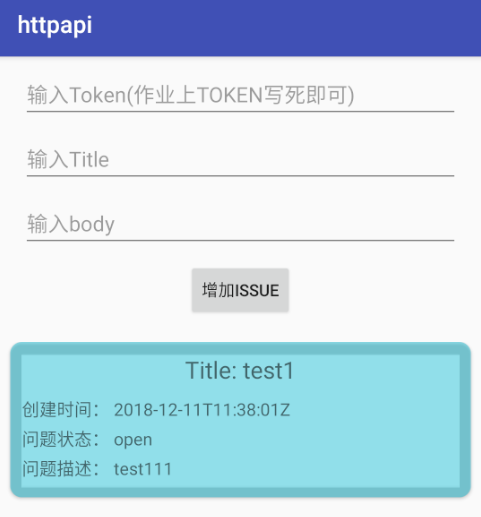 httpapi
输入Token(作业上TOKEN写死即可)
输入Title
输入body
增加ISSUE
Title: test1
创建时间： 2018-12-11T11:38:01Z
问题状态： open
问题描述： test111